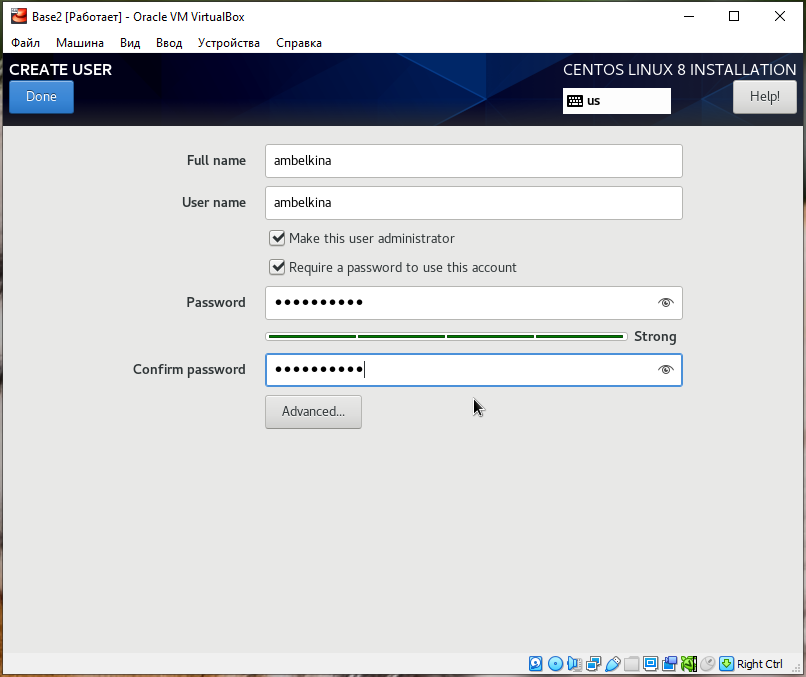 Base2 [Работает] - Oracle VM VirtualBox
Файл Машина Вид Ввод Устройства Справка
CREATE USER
CENTOS LINUX 8 INSTALLATION
Done
us
Help!
Full name
ambelkina
User name
ambelkina
Make this user administrator
Require a password to use this account
Password
●●●●●●●●●●
Strong
Confirm password
●●●●●●●●●●
Advanced...
Right Ctrl